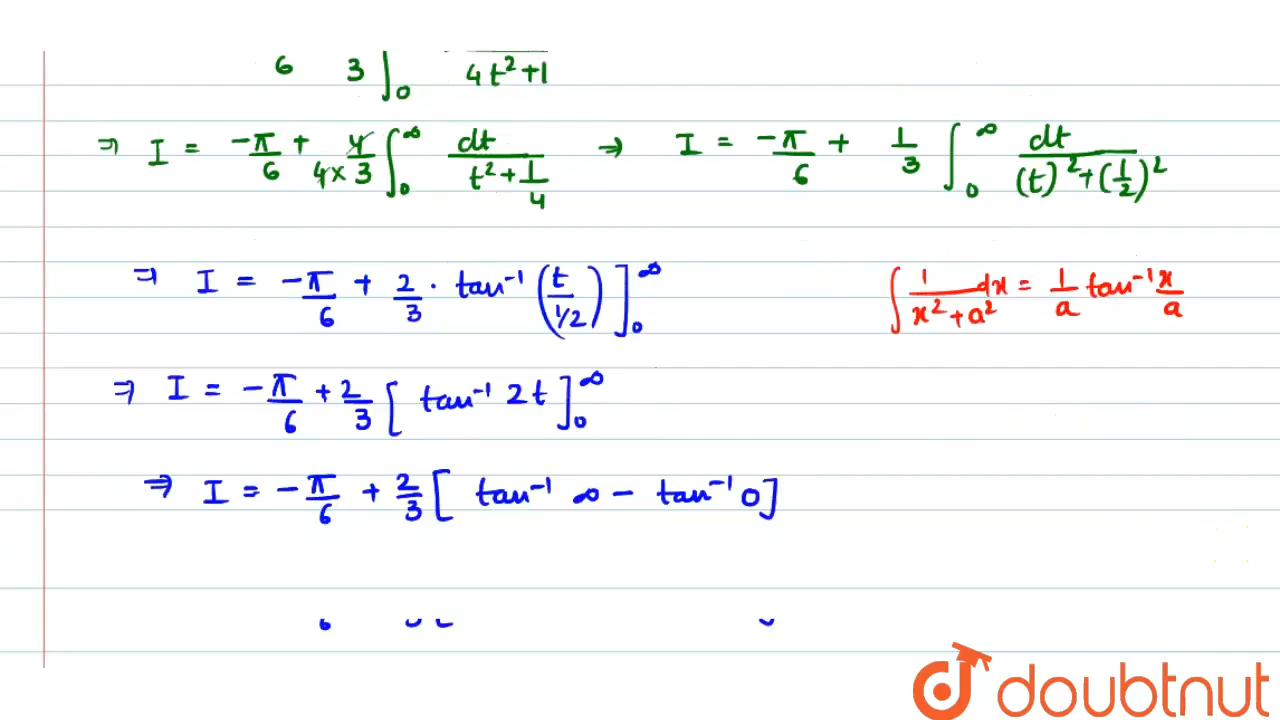 6 3 ∫₀ 4t²+1
⇒ I = -π/6 + 4/(4×3) ∫₀^∞ dt/(t²+1/4) → I = -π/6 + 1/3 ∫₀^∞ dt/((t)²+(1/2)²)
⇒ I = -π/6 + 2/3 · tan⁻¹ (t/(1/2))]₀^∞ ∫ 1/(x²+a²) dx = 1/a tan⁻¹ x/a
⇒ I = -π/6 + 2/3 [tan⁻¹ 2t]₀^∞
⇒ I = -π/6 + 2/3 [tan⁻¹ ∞ - tan⁻¹ 0]
doubtnut